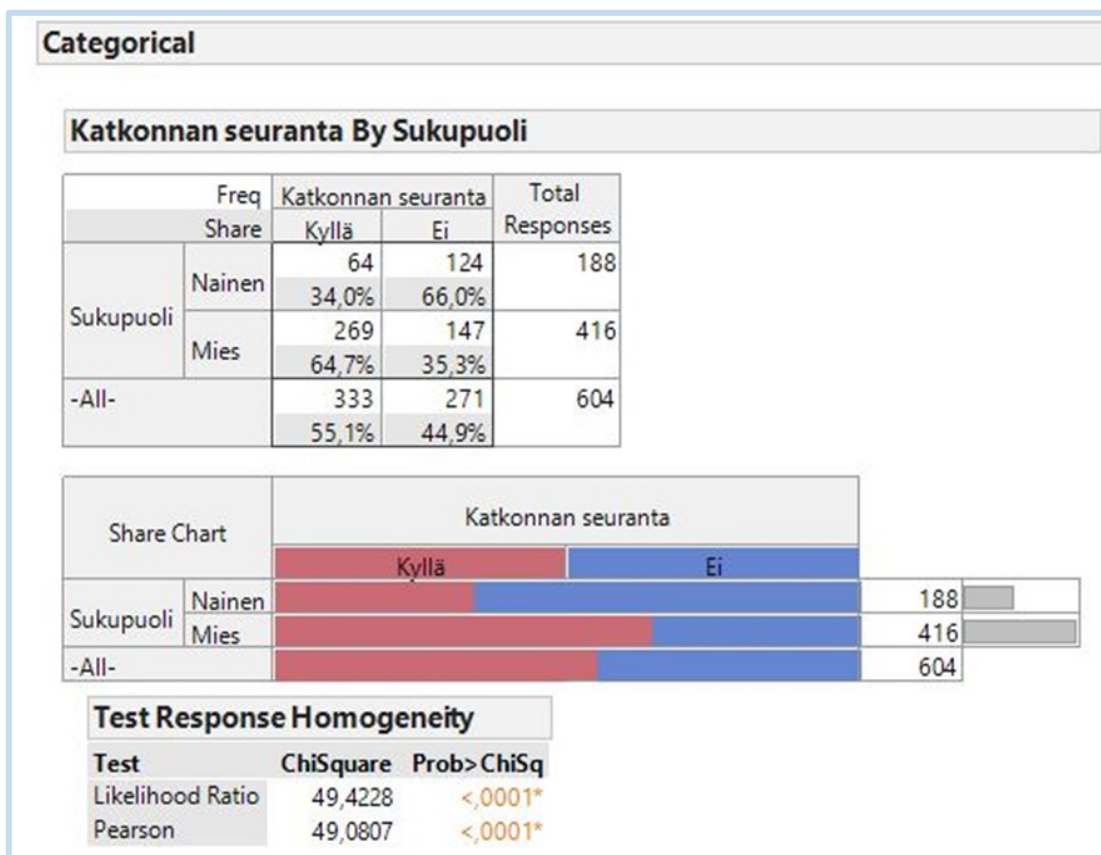 Categorical
Katkonnan seuranta By Sukupuoli
Freq Katkonnan seuranta Total
Share Kyllä Ei Responses
Sukupuoli Nainen 64 124 188
34,0% 66,0%
Mies 269 147 416
64,7% 35,3%
-All- 333 271 604
55,1% 44,9%
Share Chart Katkonnan seuranta
Kyllä Ei
Sukupuoli Nainen 188
Mies 416
-All- 604
Test Response Homogeneity
Test ChiSquare Prob>ChiSq
Likelihood Ratio 49,4228 <,0001*
Pearson 49,0807 <,0001*